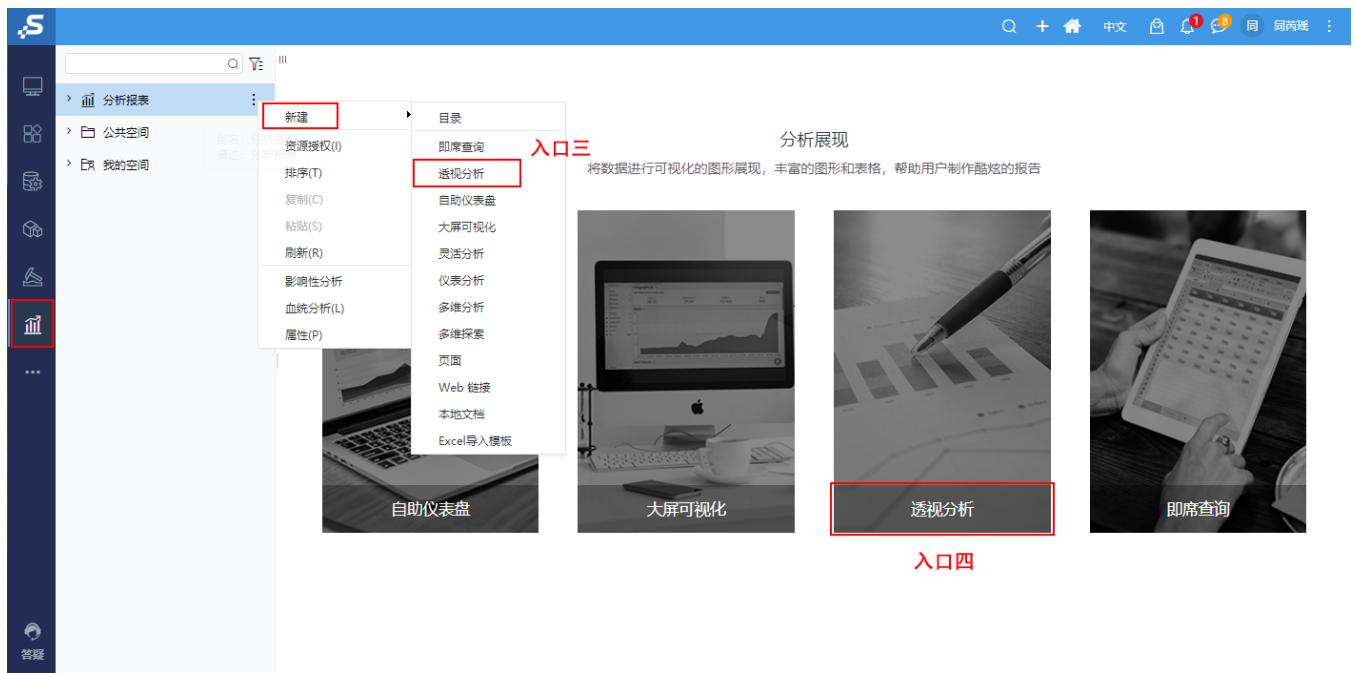 中文
1
8
同
同芮瑶
分析报表
公共空间
我的空间
答疑
新建
资源授权(I)
排序(T)
复制(C)
粘贴(S)
刷新(R)
影响性分析
血统分析(L)
属性(P)
目录
即席查询
透视分析
自助仪表盘
大屏可视化
灵活分析
仪表分析
多维分析
多维探索
页面
Web 链接
本地文档
Excel导入模板
入口三
分析展现
将数据进行可视化的图形展现，丰富的图形和表格，帮助用户制作酷炫的报告
自助仪表盘
大屏可视化
透视分析
即席查询
入口四